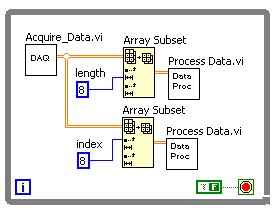 Acquire_Data.vi
Array Subset
DAQ
Process Data.vi
length
Data
Proc
8
Array Subset
Process Data.vi
index
Data
Proc
8
i
F